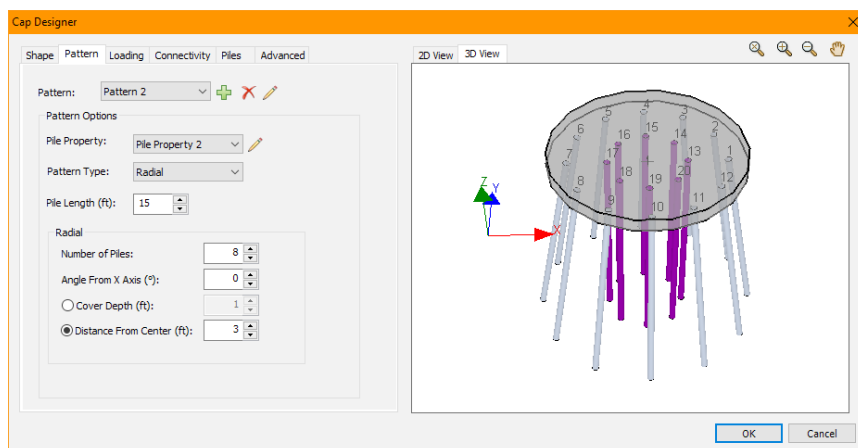 Cap Designer
Shape Pattern Loading Connectivity Piles Advanced
Pattern: Pattern 2
Pattern Options
Pile Property: Pile Property 2
Pattern Type: Radial
Pile Length (ft): 15
Radial
Number of Piles: 8
Angle From X Axis (º): 0
Cover Depth (ft): 1
Distance From Center (ft): 3
2D View 3D View
5 4 3
6 16 15 14 2
7 17 13 1
8 18 19 20 12
9 10 11
Z Y
X
OK Cancel